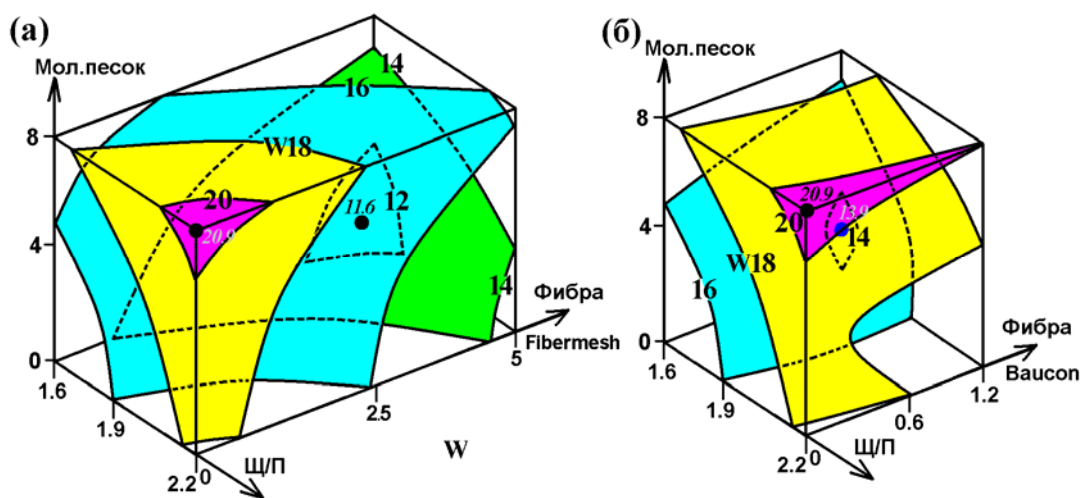 (а)
Мол.песок
8
4
0
1.6
1.9
2.2
0
Щ/П
2.5
5
Фибра
Fibermesh
14
16
W18
20
20.9
12
11.6
14
W
(б)
Мол.песок
8
4
0
1.6
1.9
2.2
0
Щ/П
0.6
1.2
Фибра
Baucon
20.9
20
13.9
14
W18
16